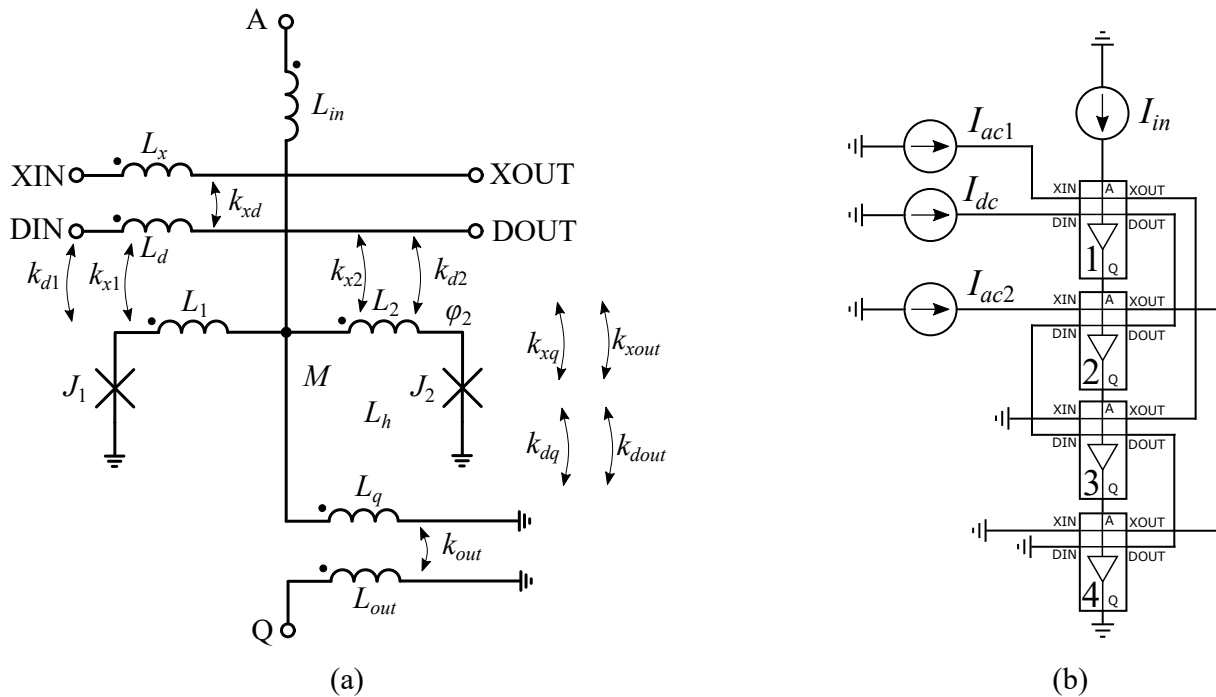 A
L_in
L_x
XIN
XOUT
k_xd
DIN
DOUT
L_d
k_d1
k_x1
k_x2
k_d2
L_1
L_2
φ_2
k_xq
k_xout
M
J_1
J_2
L_h
k_dq
k_dout
L_q
k_out
L_out
Q
(a)
I_in
I_ac1
XIN A XOUT
I_dc
DIN DOUT
1 Q
I_ac2
XIN A XOUT
DIN DOUT
2 Q
XIN A XOUT
DIN DOUT
3 Q
XIN A XOUT
DIN DOUT
4 Q
(b)